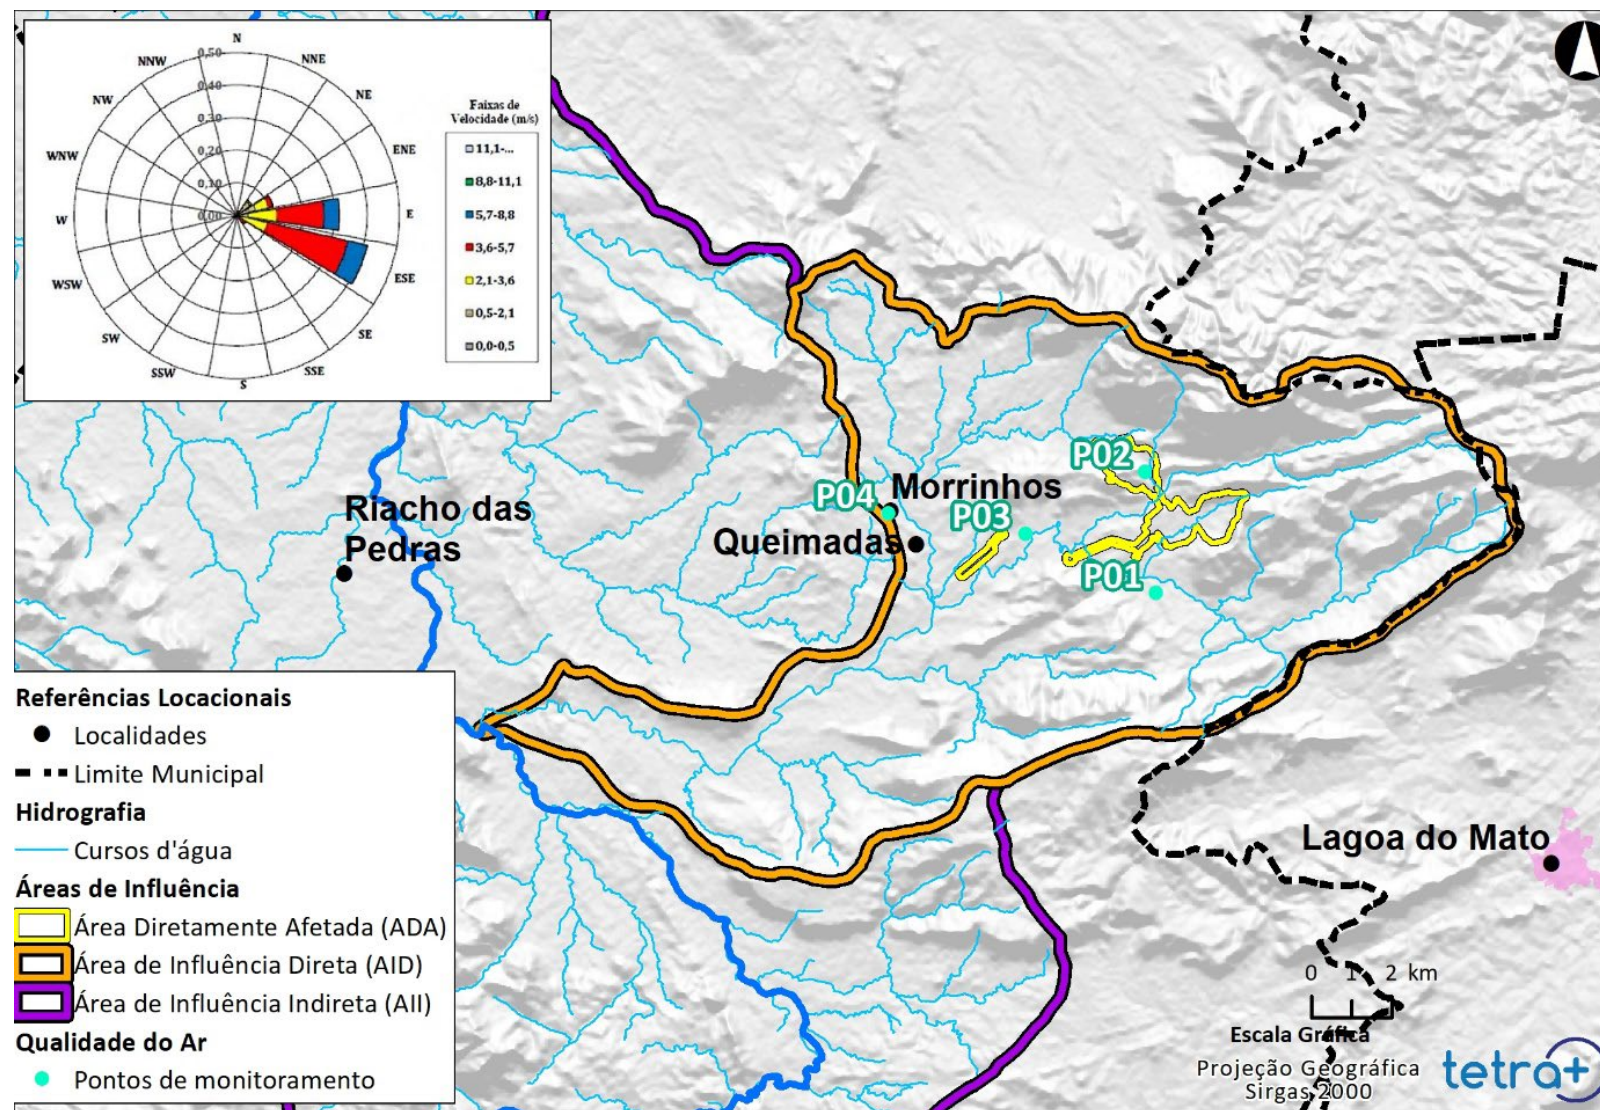 N
NNE
NE
ENE
E
ESE
SE
SSE
S
SSW
SW
WSW
W
WNW
NW
NNW
0,50
0,40
0,30
0,20
0,10
0,00
Faixas de
Velocidade (m/s)
11,1-...
8,8-11,1
5,7-8,8
3,6-5,7
2,1-3,6
0,5-2,1
0,0-0,5
P02
P04
Morrinhos
P03
Riacho das
Pedras
Queimadas
P01
Lagoa do Mato
Referências Locacionais
Localidades
Limite Municipal
Hidrografia
Cursos d'água
Áreas de Influência
Área Diretamente Afetada (ADA)
Área de Influência Direta (AID)
Área de Influência Indireta (AII)
Qualidade do Ar
Pontos de monitoramento
0 1 2 km
Escala Gráfica
Projeção Geográfica
Sirgas 2000
tetra+